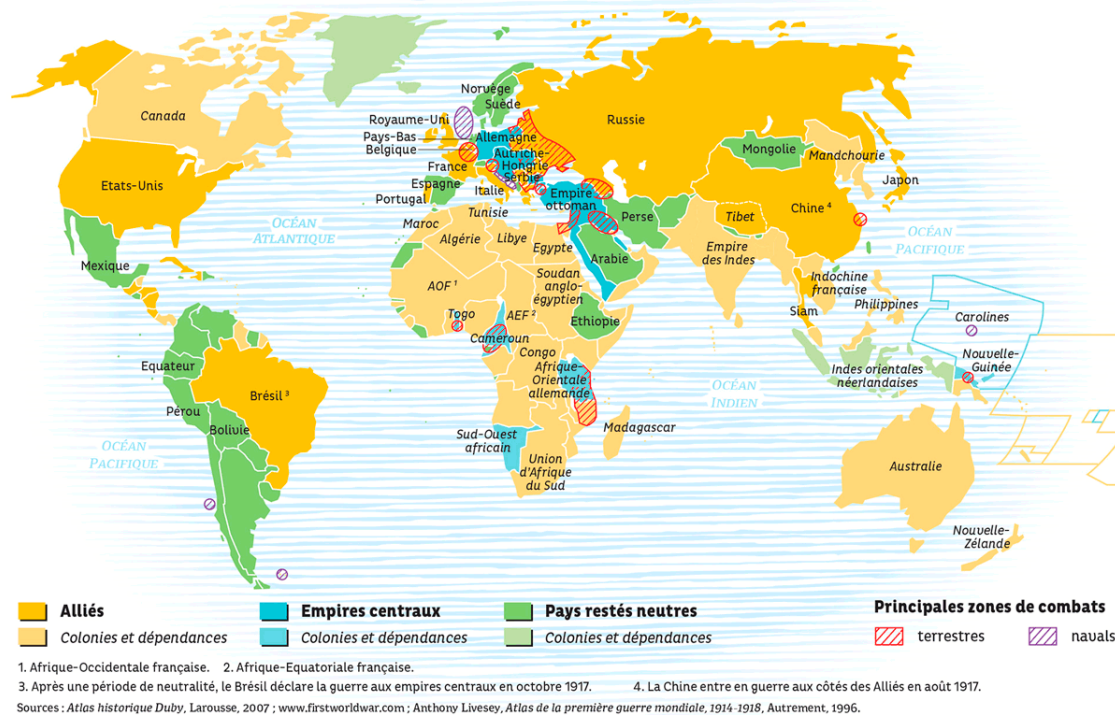 Canada
Norvège
Suède
Royaume-Uni
Pays-Bas
Belgique
Allemagne
Russie
Autriche-
Hongrie
Serbie
Mongolie
Mandchourie
Etats-Unis
France
Espagne
Portugal
Italie
Empire
ottoman
Japon
Tunisie
Maroc
Perse
Tibet
Chine 4
OCÉAN
ATLANTIQUE
Algérie
Libye
Egypte
Arabie
Empire
des Indes
OCÉAN
PACIFIQUE
Mexique
AOF 1
Soudan
anglo-
égyptien
Indochine
française
Philippines
Siam
Togo
AEF 2
Ethiopie
Carolines
Cameroun
Congo
Nouvelle-
Guinée
Equateur
Afrique-
Orientale
allemande
Indes orientales
néerlandaises
OCÉAN
INDIEN
Brésil 3
Pérou
Bolivie
Madagascar
OCÉAN
PACIFIQUE
Sud-Ouest
africain
Union
d'Afrique
du Sud
Australie
Nouvelle-
Zélande
Alliés
Colonies et dépendances
Empires centraux
Colonies et dépendances
Pays restés neutres
Colonies et dépendances
Principales zones de combats
terrestres
navals
1. Afrique-Occidentale française. 2. Afrique-Equatoriale française.
3. Après une période de neutralité, le Brésil déclare la guerre aux empires centraux en octobre 1917. 4. La Chine entre en guerre aux côtés des Alliés en août 1917.
Sources : Atlas historique Duby, Larousse, 2007 ; www.firstworldwar.com ; Anthony Livesey, Atlas de la première guerre mondiale, 1914-1918, Autrement, 1996.